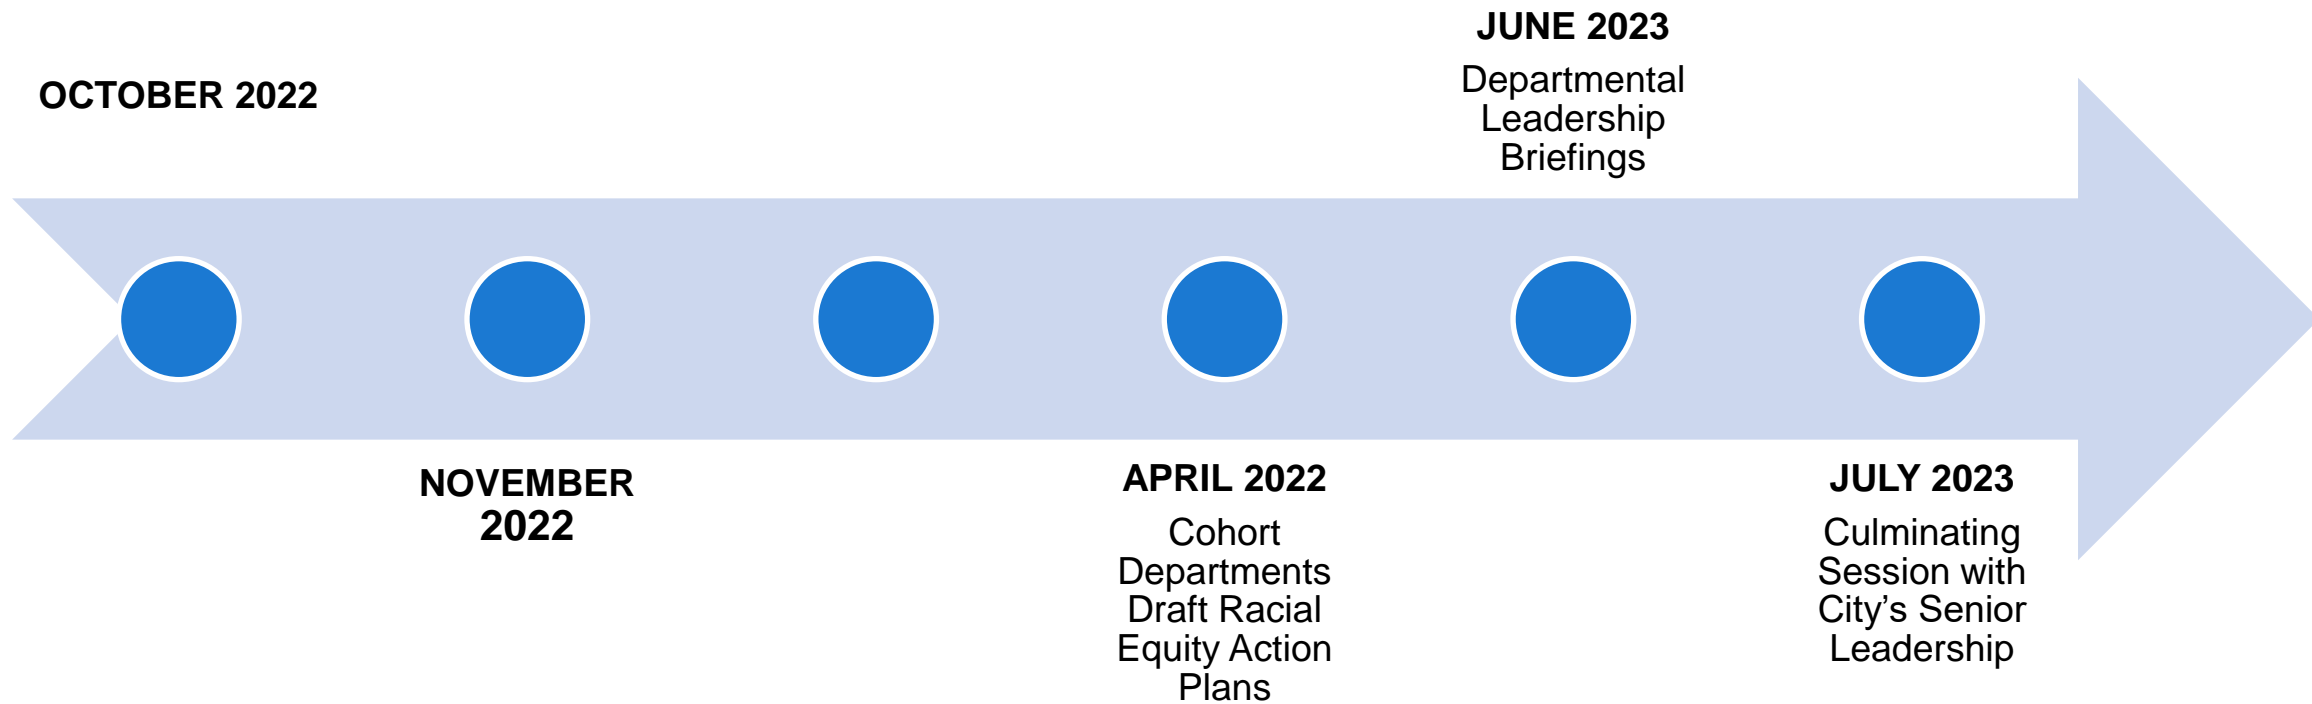 OCTOBER 2022
NOVEMBER
2022
APRIL 2022
Cohort
Departments
Draft Racial
Equity Action
Plans
JUNE 2023
Departmental
Leadership
Briefings
JULY 2023
Culminating
Session with
City’s Senior
Leadership